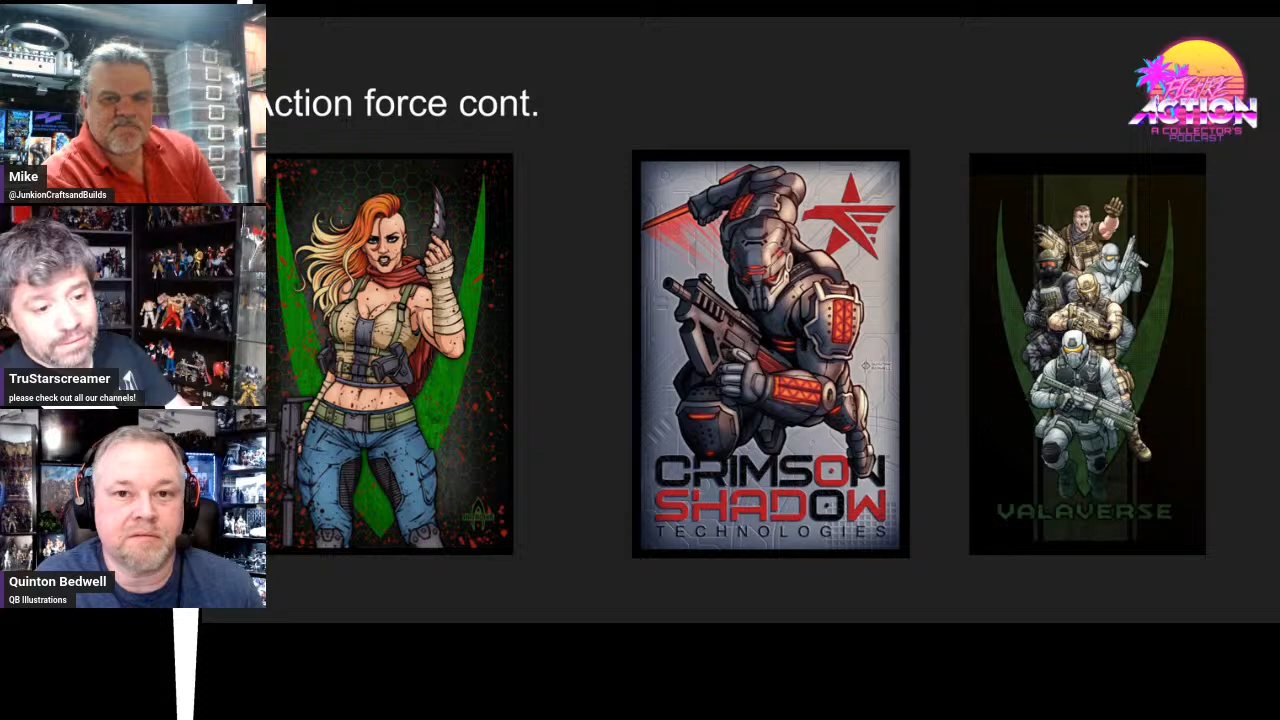 Mike
@JunkionCraftsandBuilds
TruStarscreamer
please check out all our channels!
Quinton Bedwell
QB Illustrations
Action force cont.
CRIMSON
SHADOW
TECHNOLOGIES
VALAVERSE
FIGURE
ACTION
A COLLECTOR'S
PODCAST